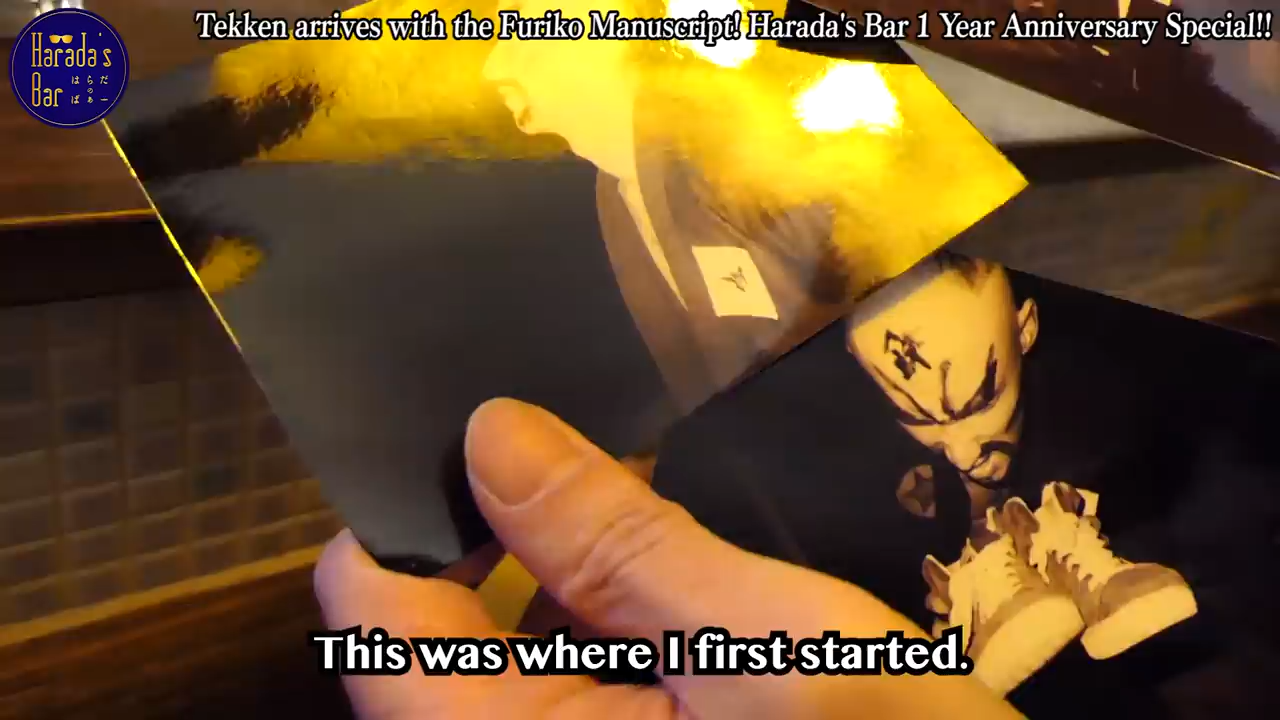 Tekken arrives with the Furiko Manuscript! Harada's Bar 1 Year Anniversary Special!!
Harada's
Bar
はらだ
の
ばぁー
This was where I first started.